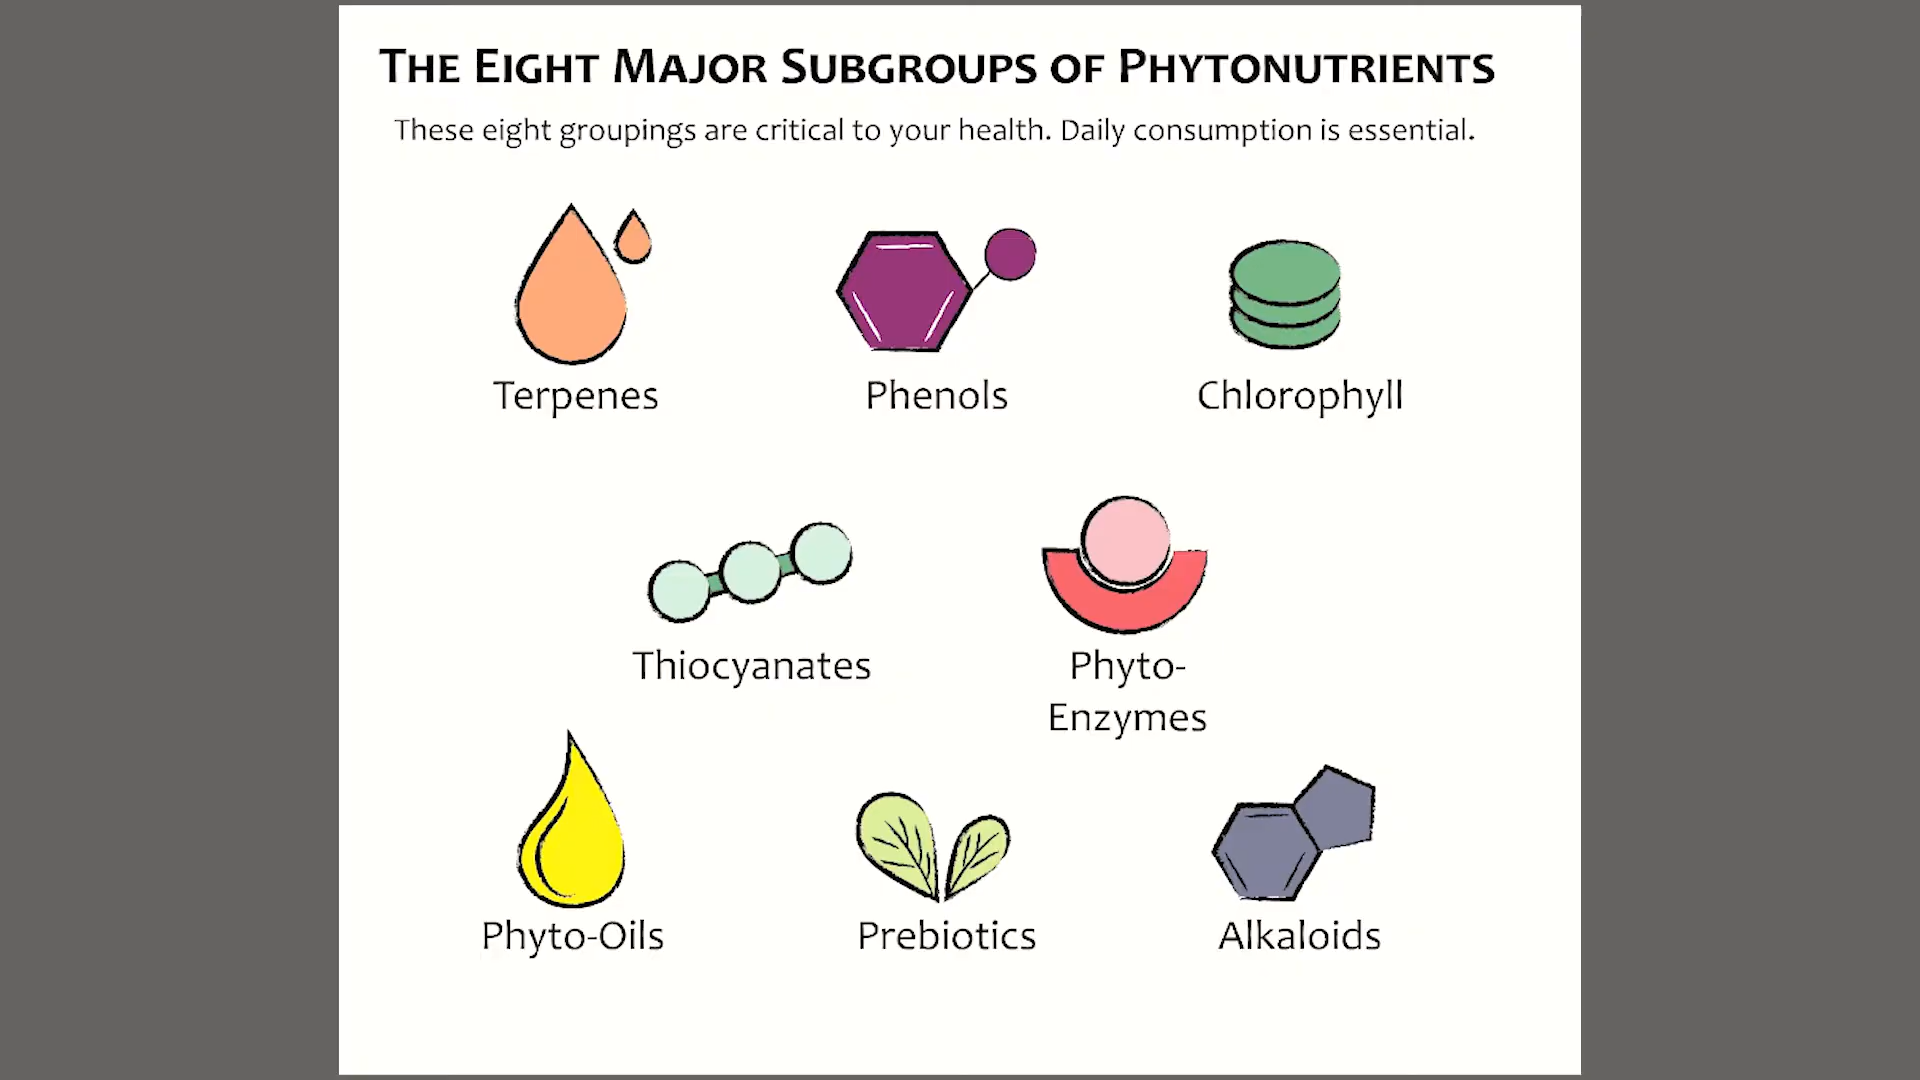 THE EIGHT MAJOR SUBGROUPS OF PHYTONUTRIENTS
These eight groupings are critical to your health. Daily consumption is essential.
Terpenes
Phenols
Chlorophyll
Thiocyanates
Phyto-
Enzymes
Phyto-Oils
Prebiotics
Alkaloids